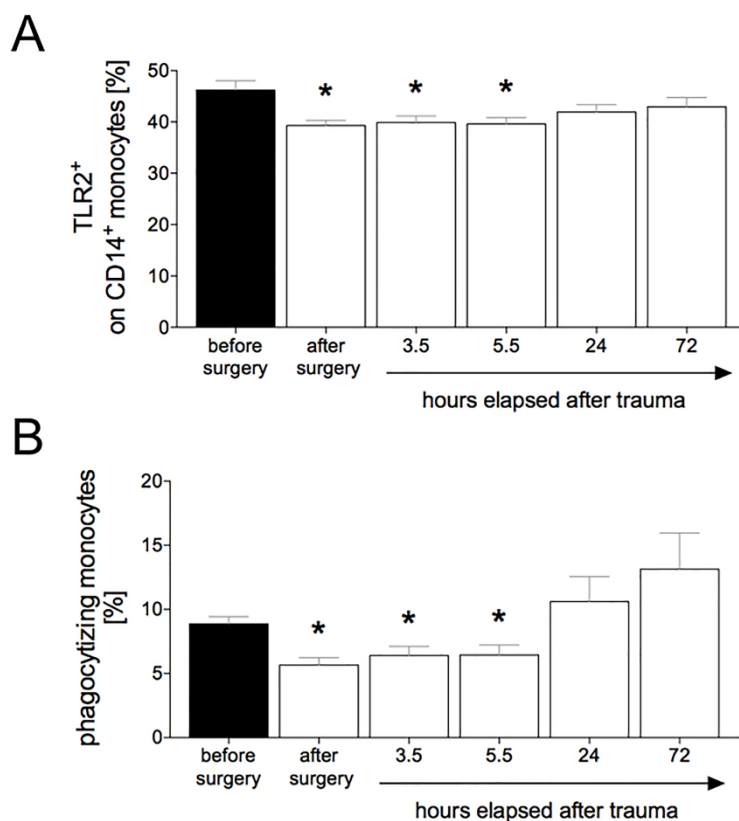 A
TLR2⁺
on CD14⁺ monocytes [%]
50
40
30
20
10
0
* * *
before
surgery
after
surgery
3.5
5.5
24
72
hours elapsed after trauma
B
phagocytizing monocytes
[%]
20
15
10
5
0
* * *
before
surgery
after
surgery
3.5
5.5
24
72
hours elapsed after trauma